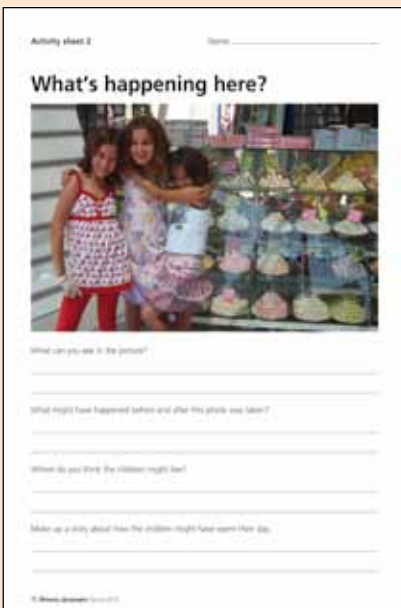 Activity sheet 2 Name
What's happening here?
What can you see in the picture?
What might have happened before and after this photo was taken?
Where do you think the children might be?
Make up a story about how the children might have spent their day.